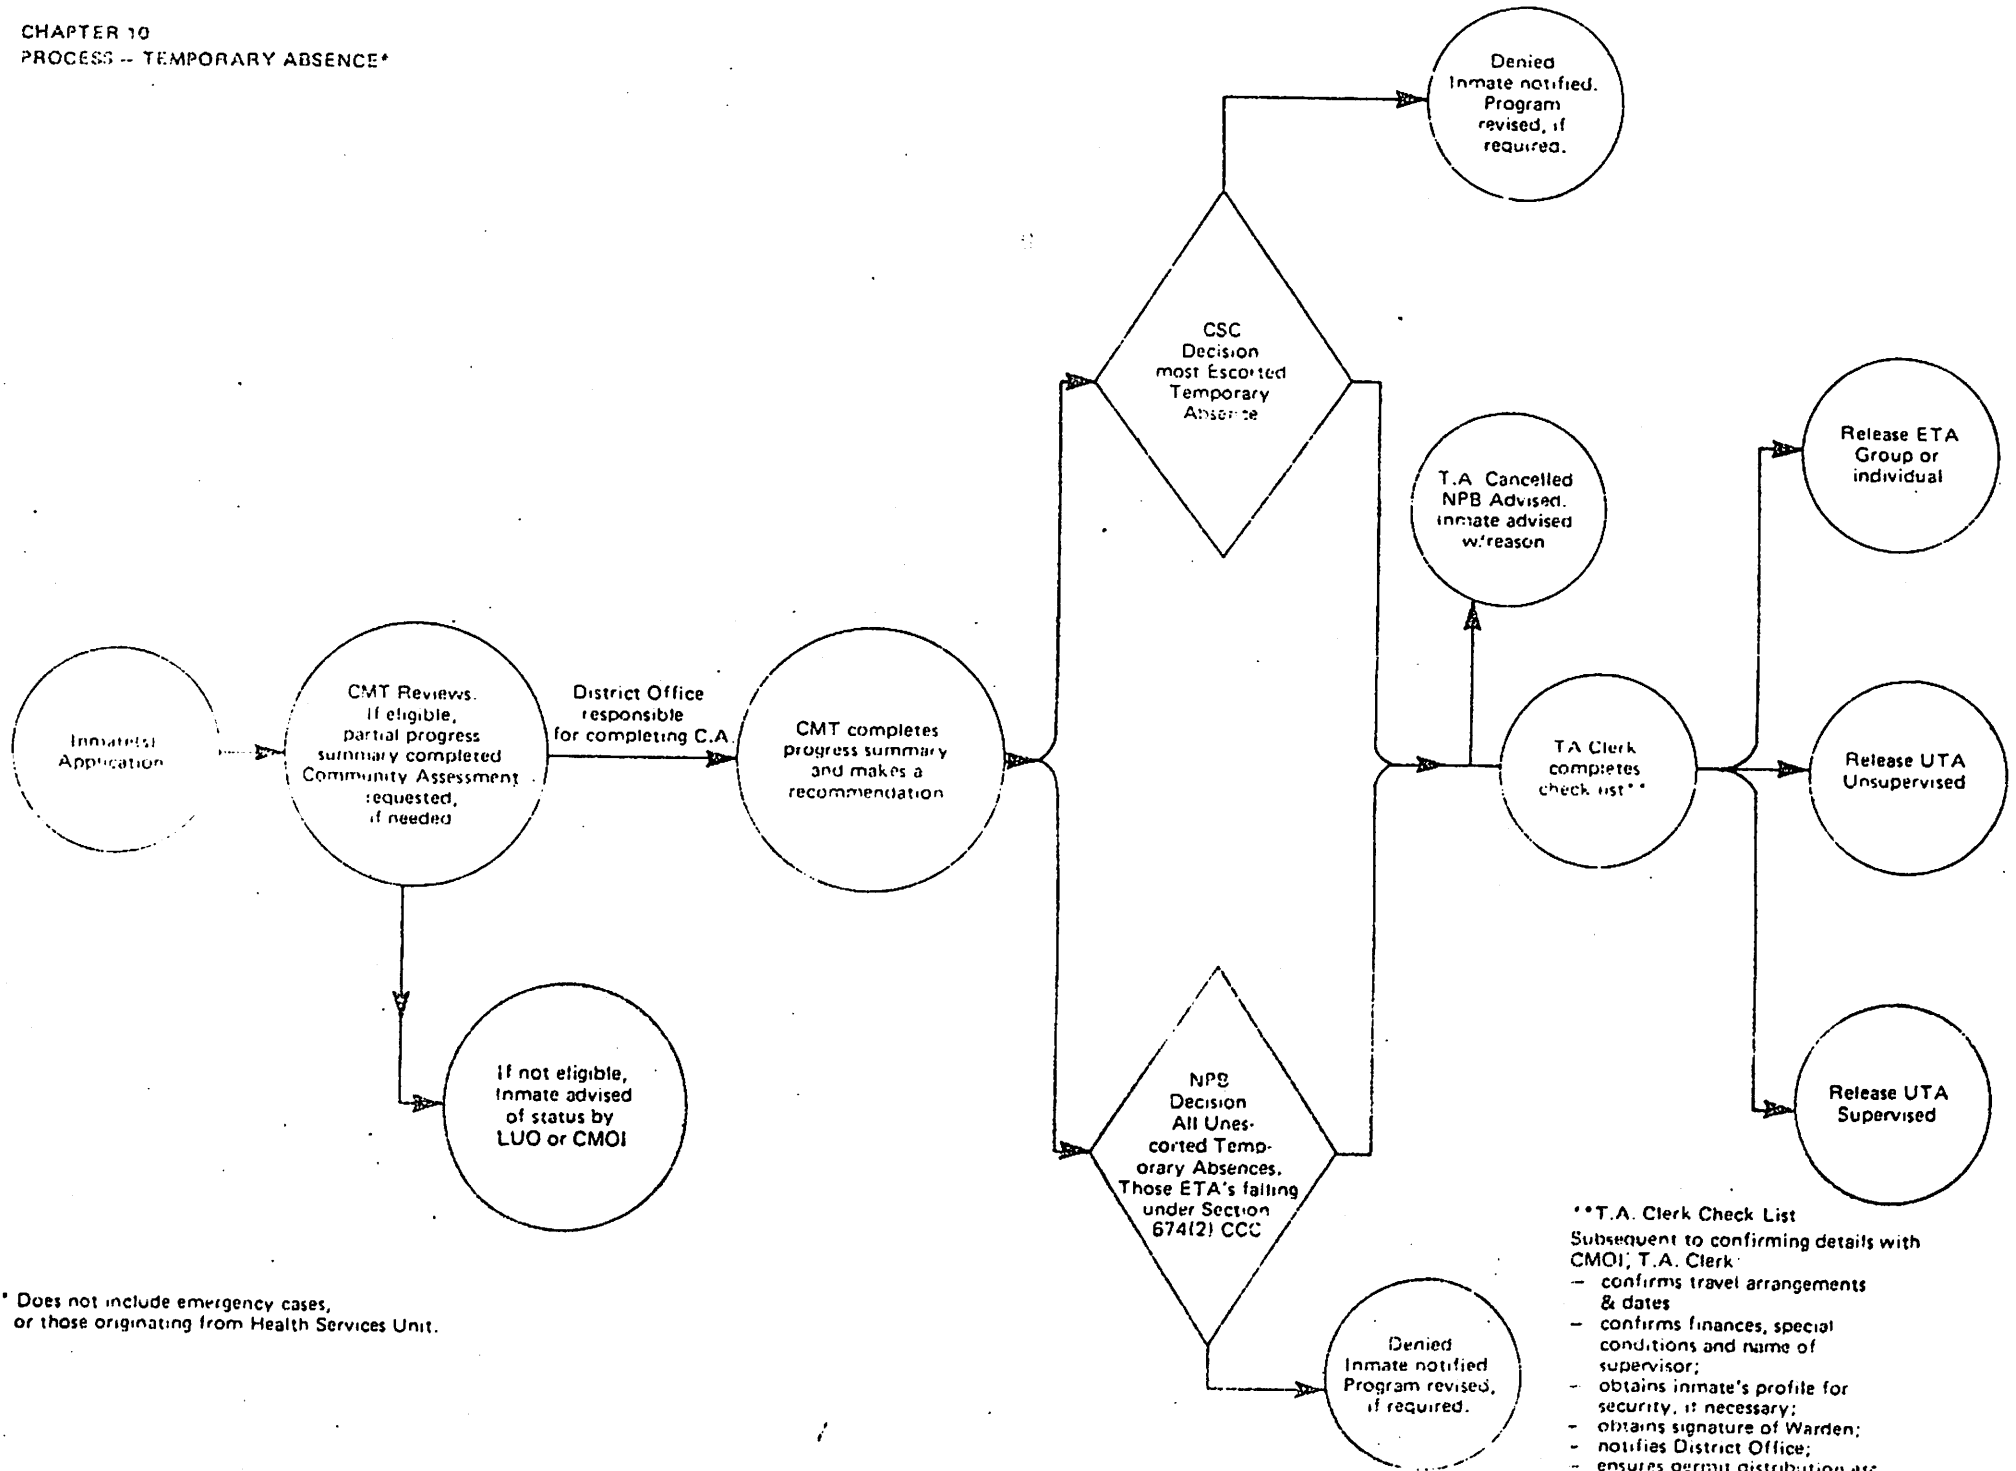 CHAPTER 10
PROCESS -- TEMPORARY ABSENCE*
Denied
Inmate notified.
Program
revised, if
required.
CSC
Decision
most Escorted
Temporary
Absence
T.A. Cancelled
NPB Advised.
Inmate advised
w/reason
Release ETA
Group or
individual
Inmate(s)
Application
CMT Reviews.
If eligible,
partial progress
summary completed
Community Assessment
requested,
if needed
District Office
responsible
for completing C.A.
CMT completes
progress summary
and makes a
recommendation
TA Clerk
completes
check list**
Release UTA
Unsupervised
If not eligible,
Inmate advised
of status by
LUO or CMOI
NPB
Decision
All Unes-
corted Temp-
orary Absences.
Those ETA's falling
under Section
674(2) CCC
Release UTA
Supervised
Denied
Inmate notified
Program revised,
if required.
* Does not include emergency cases,
or those originating from Health Services Unit.
**T.A. Clerk Check List
Subsequent to confirming details with
CMOI, T.A. Clerk
– confirms travel arrangements
& dates
– confirms finances, special
conditions and name of
supervisor;
– obtains inmate's profile for
security, if necessary;
– obtains signature of Warden;
– notifies District Office;
– ensures permit distribution